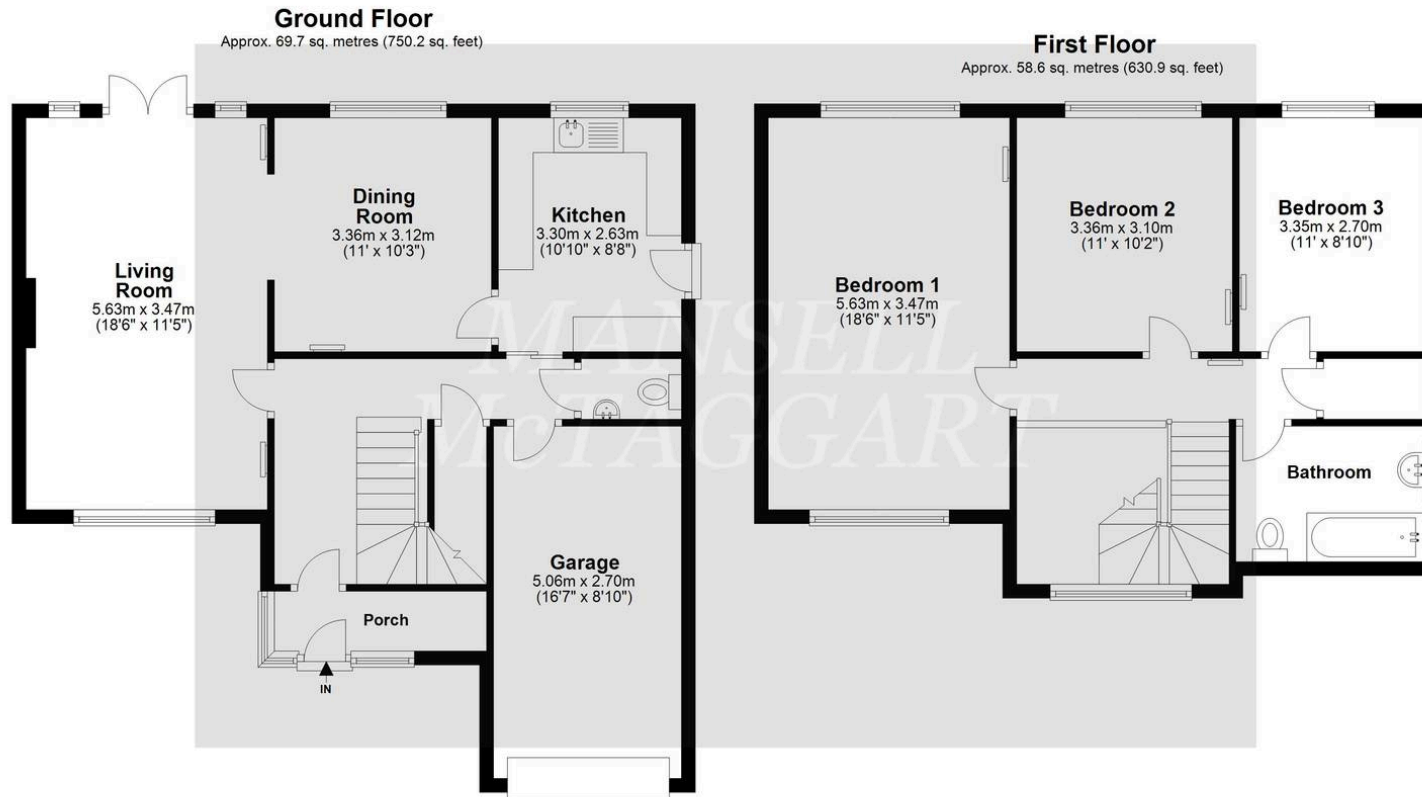 Ground Floor
Approx. 69.7 sq. metres (750.2 sq. feet)
Living
Room
5.63m x 3.47m
(18'6" x 11'5")
Dining
Room
3.36m x 3.12m
(11' x 10'3")
Kitchen
3.30m x 2.63m
(10'10" x 8'8")
Garage
5.06m x 2.70m
(16'7" x 8'10")
Porch
IN
First Floor
Approx. 58.6 sq. metres (630.9 sq. feet)
Bedroom 1
5.63m x 3.47m
(18'6" x 11'5")
Bedroom 2
3.36m x 3.10m
(11' x 10'2")
Bedroom 3
3.35m x 2.70m
(11' x 8'10")
Bathroom
MANSELL
McTAGGART